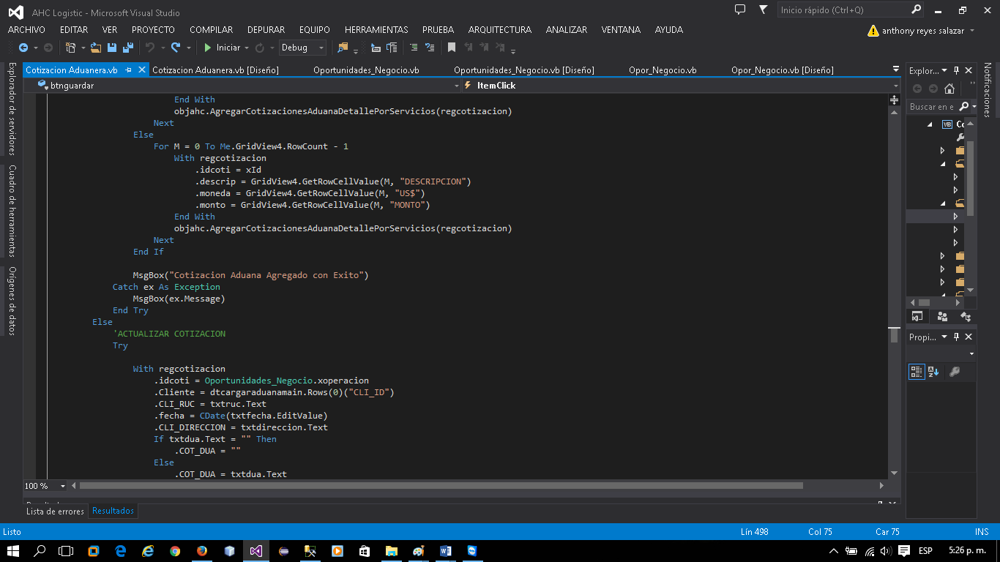 AHC Logistic - Microsoft Visual Studio
Inicio rápido (Ctrl+Q)
ARCHIVO EDITAR VER PROYECTO COMPILAR DEPURAR EQUIPO HERRAMIENTAS PRUEBA ARQUITECTURA ANALIZAR VENTANA AYUDA
anthony reyes salazar
Iniciar Debug
Cotizacion Aduanera.vb Cotizacion Aduanera.vb [Diseño] Oportunidades_Negocio.vb Oportunidades_Negocio.vb [Diseño] Opor_Negocio.vb Opor_Negocio.vb [Diseño]
btnguardar ItemClick
End With
objahc.AgregarCotizacionesAduanaDetallePorServicios(regcotizacion)
Next
Else
For M = 0 To Me.GridView4.RowCount - 1
With regcotizacion
.idcoti = xId
.descrip = GridView4.GetRowCellValue(M, "DESCRIPCION")
.moneda = GridView4.GetRowCellValue(M, "US$")
.monto = GridView4.GetRowCellValue(M, "MONTO")
End With
objahc.AgregarCotizacionesAduanaDetallePorServicios(regcotizacion)
Next
End If
MsgBox("Cotizacion Aduana Agregado con Exito")
Catch ex As Exception
MsgBox(ex.Message)
End Try
Else
'ACTUALIZAR COTIZACION
Try
With regcotizacion
.idcoti = Oportunidades_Negocio.xoperacion
.Cliente = dtcargaraduanamain.Rows(0)("CLI_ID")
.CLI_RUC = txtruc.Text
.fecha = CDate(txtfecha.EditValue)
.CLI_DIRECCION = txtdireccion.Text
If txtdua.Text = "" Then
.COT_DUA = ""
Else
.COT_DUA = txtdua.Text
100 %
Explorador de servidores
Cuadro de herramientas
Orígenes de datos
Explor...
Buscar en e
VB Co
Propi...
Notificaciones
Lista de errores Resultados
Listo Lín 498 Col 75 Car 75 INS
ESP 5:26 p. m.